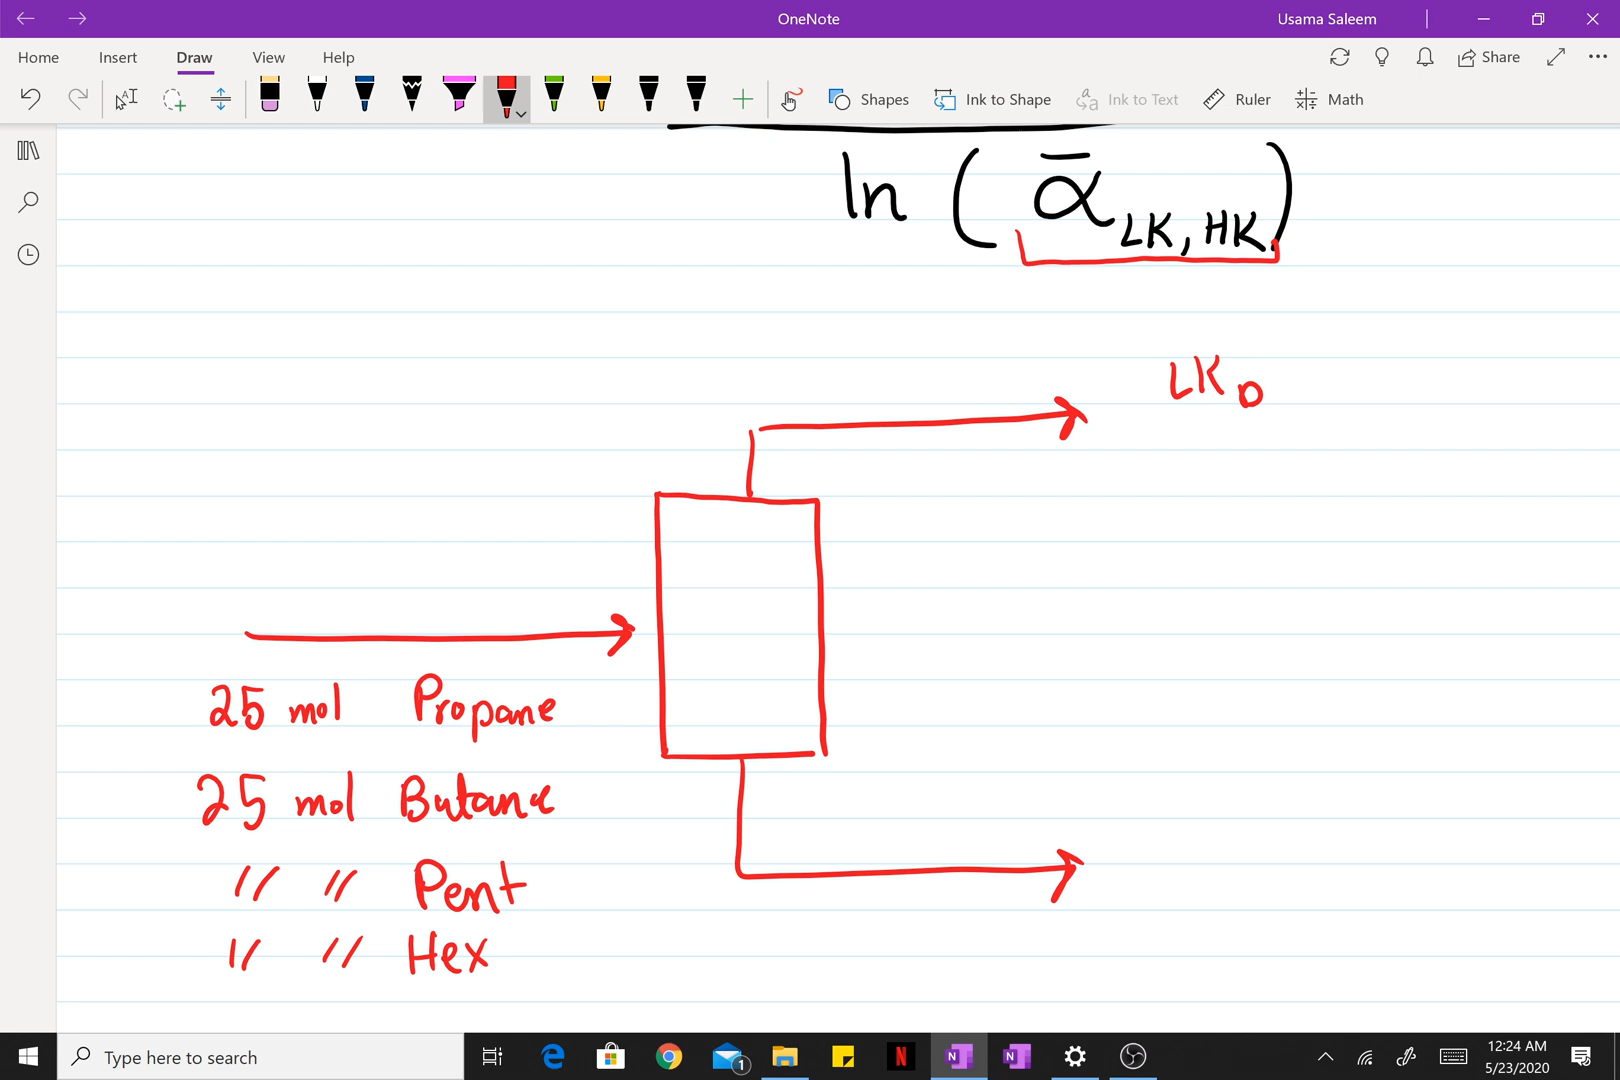 OneNote
Usama Saleem
Home Insert Draw View Help
Share
Shapes Ink to Shape Ink to Text Ruler Math
ln ( ᾱ LK, HK )
LK D
25 mol Propane
25 mol Butane
" " Pent
" " Hex
Type here to search
1
12:24 AM
5/23/2020